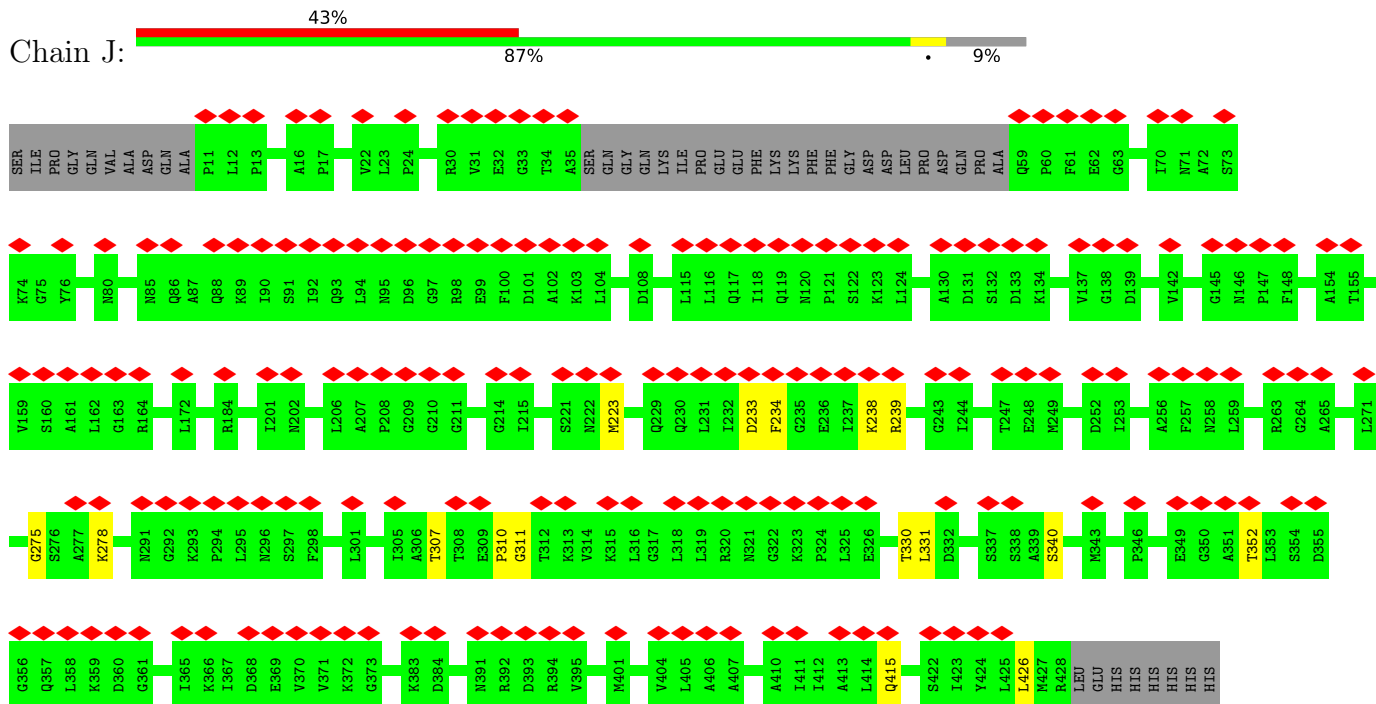 43%
Chain J:
87% • 9%
SER ILE PRO GLY GLN VAL ALA ASP GLN ALA P11 L12 P13 A16 P17 V22 L23 P24 R30 V31 E32 G33 T34 A35 SER GLN GLY GLN LYS ILE PRO GLU GLU PHE LYS LYS PHE PHE GLY ASP ASP LEU PRO ASP GLN PRO ALA Q59 P60 F61 E62 G63 I70 N71 A72 S73
K74 G75 Y76 N80 N85 Q86 A87 Q88 K89 I90 S91 I92 Q93 L94 N95 D96 G97 R98 E99 F100 D101 A102 K103 L104 D108 L115 L116 Q117 I118 Q119 N120 P121 S122 K123 L124 A130 D131 S132 D133 K134 V137 G138 D139 V142 G145 N146 P147 F148 A154 T155
V159 S160 A161 L162 G163 R164 L172 R184 I201 N202 L206 A207 P208 G209 G210 G211 G214 I215 S221 N222 M223 Q229 Q230 L231 I232 D233 F234 G235 E236 I237 K238 R239 G243 I244 T247 E248 M249 D252 I253 A256 F257 N258 L259 R263 G264 A265 L271
G275 S276 A277 K278 N291 G292 K293 P294 L295 N296 S297 F298 L301 T305 A306 T307 T308 E309 P310 G311 T312 K313 V314 K315 L316 G317 L318 L319 R320 N321 G322 K323 P324 L325 E326 T330 L331 D332 S337 S338 A339 S340 M343 P346 E349 G350 A351 T352 L353 S354 D355
G356 Q357 L358 K359 D360 G361 I365 K366 I367 D368 E369 V370 V371 K372 G373 K383 D384 N391 R392 D393 R394 V395 M401 V404 L405 A406 A407 A410 I411 I412 A413 L414 Q415 S422 I423 Y424 L425 L426 M427 R428 LEU GLU HIS HIS HIS HIS HIS HIS